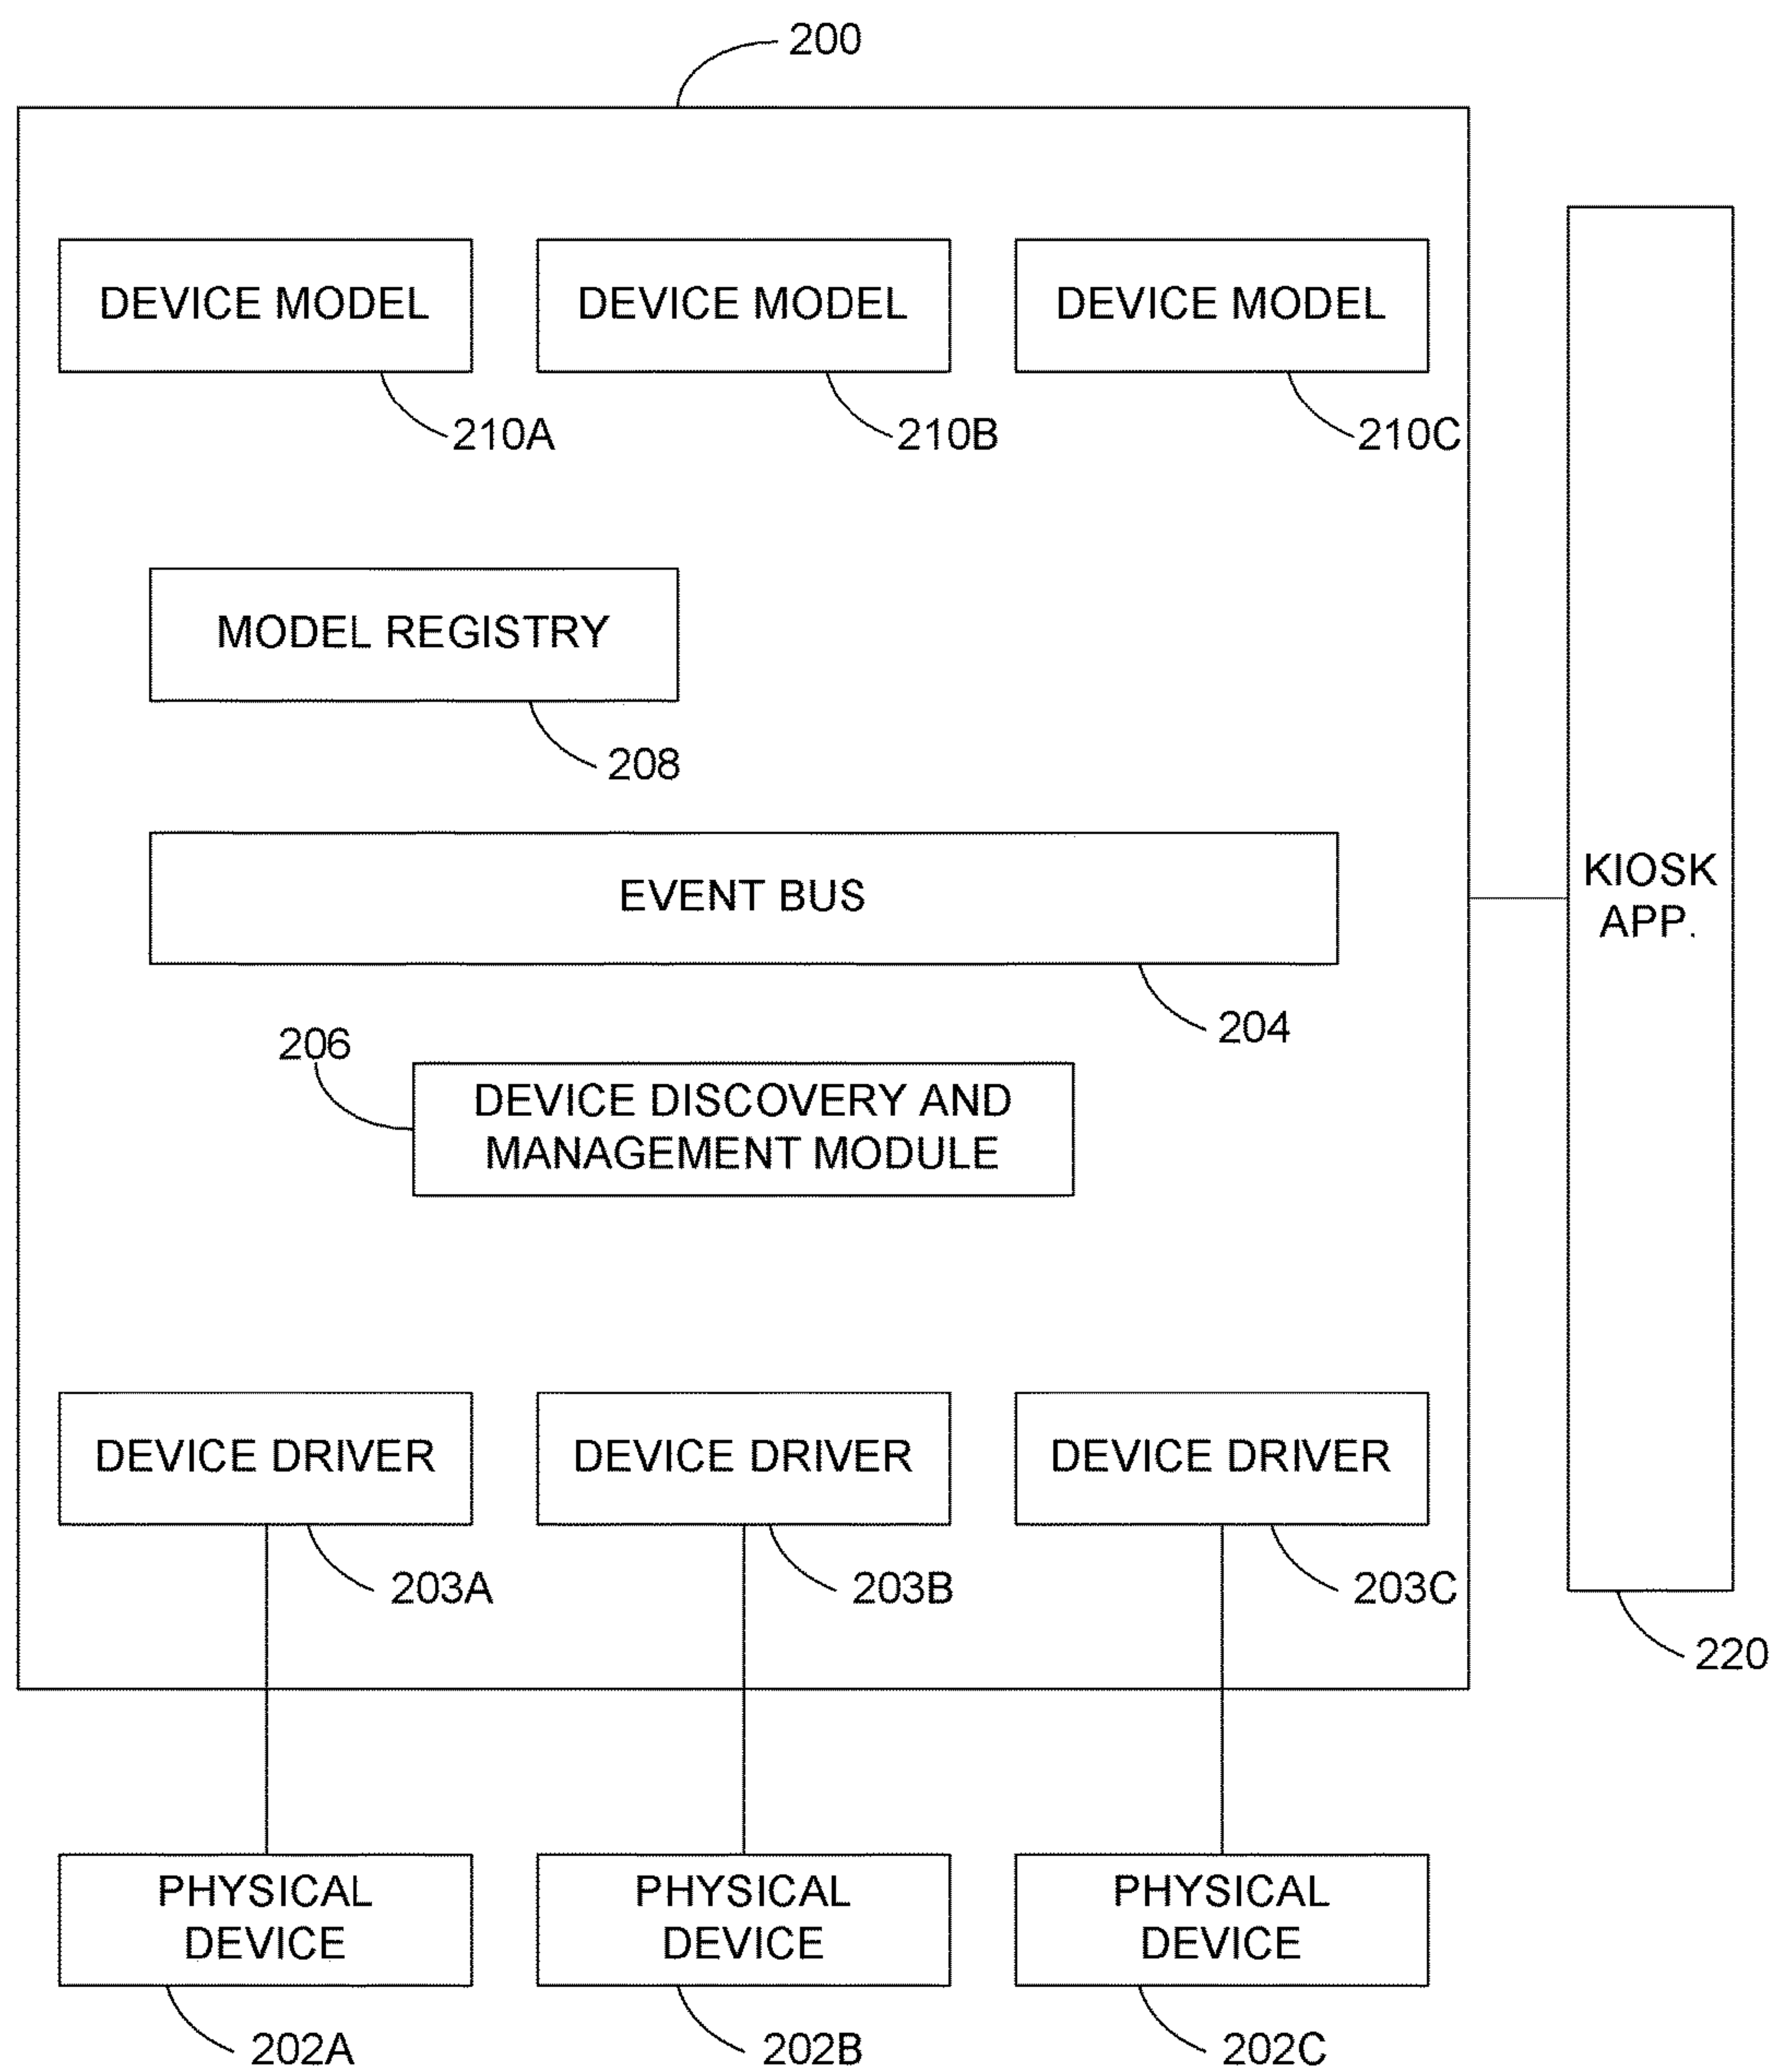 200
DEVICE MODEL
DEVICE MODEL
DEVICE MODEL
210A
210B
210C
MODEL REGISTRY
208
EVENT BUS
204
KIOSK
APP.
206
DEVICE DISCOVERY AND
MANAGEMENT MODULE
DEVICE DRIVER
DEVICE DRIVER
DEVICE DRIVER
203A
203B
203C
220
PHYSICAL
DEVICE
PHYSICAL
DEVICE
PHYSICAL
DEVICE
202A
202B
202C